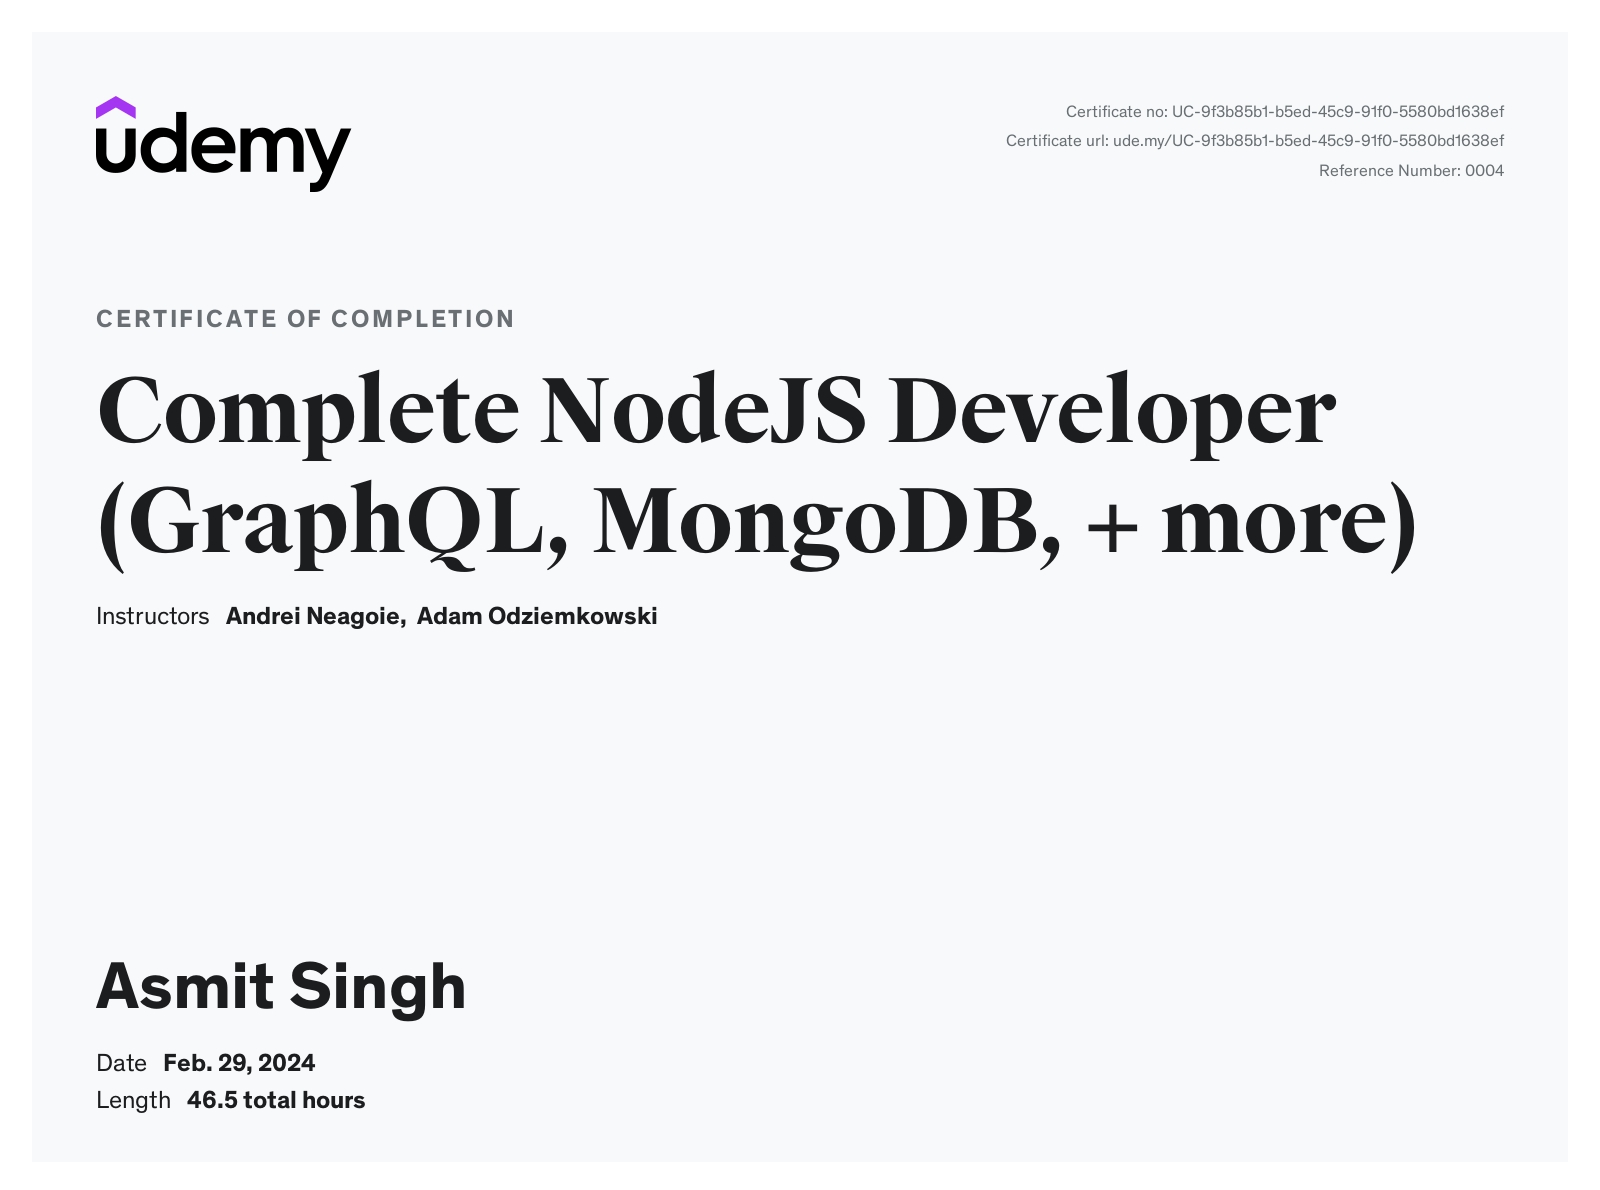 udemy
Certificate no: UC-9f3b85b1-b5ed-45c9-91f0-5580bd1638ef
Certificate url: ude.my/UC-9f3b85b1-b5ed-45c9-91f0-5580bd1638ef
Reference Number: 0004
CERTIFICATE OF COMPLETION
Complete NodeJS Developer
(GraphQL, MongoDB, + more)
Instructors Andrei Neagoie, Adam Odziemkowski
Asmit Singh
Date Feb. 29, 2024
Length 46.5 total hours